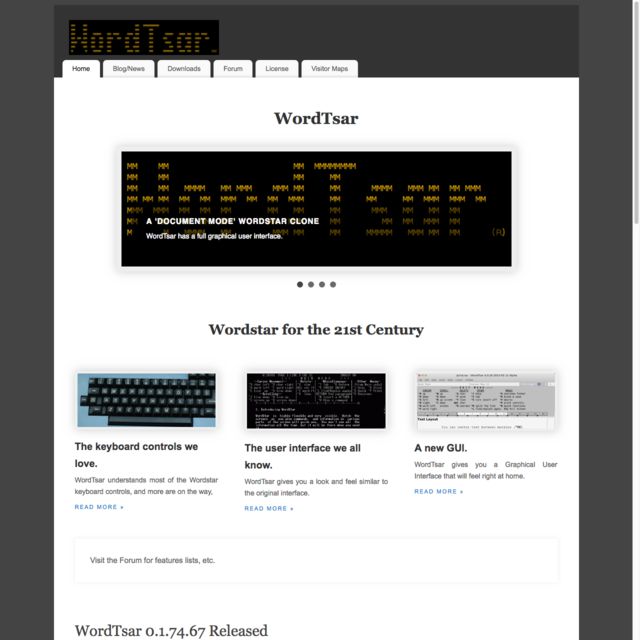 WordTsar
Home
Blog/News
Downloads
Forum
License
Visitor Maps
WordTsar
A 'DOCUMENT MODE' WORDSTAR CLONE
WordTsar has a full graphical user interface.
(R)
Wordstar for the 21st Century
The keyboard controls we
love.
WordTsar understands most of the Wordstar
keyboard controls, and more are on the way,
READ MORE »
The user interface we all
know.
WordTsar gives you a look and feel similar to
the original interface.
READ MORE »
A new GUI.
WordTsar gives you a Graphical User
Interface that will feel right at home.
READ MORE »
Visit the Forum for features lists, etc.
WordTsar 0.1.74.67 Released